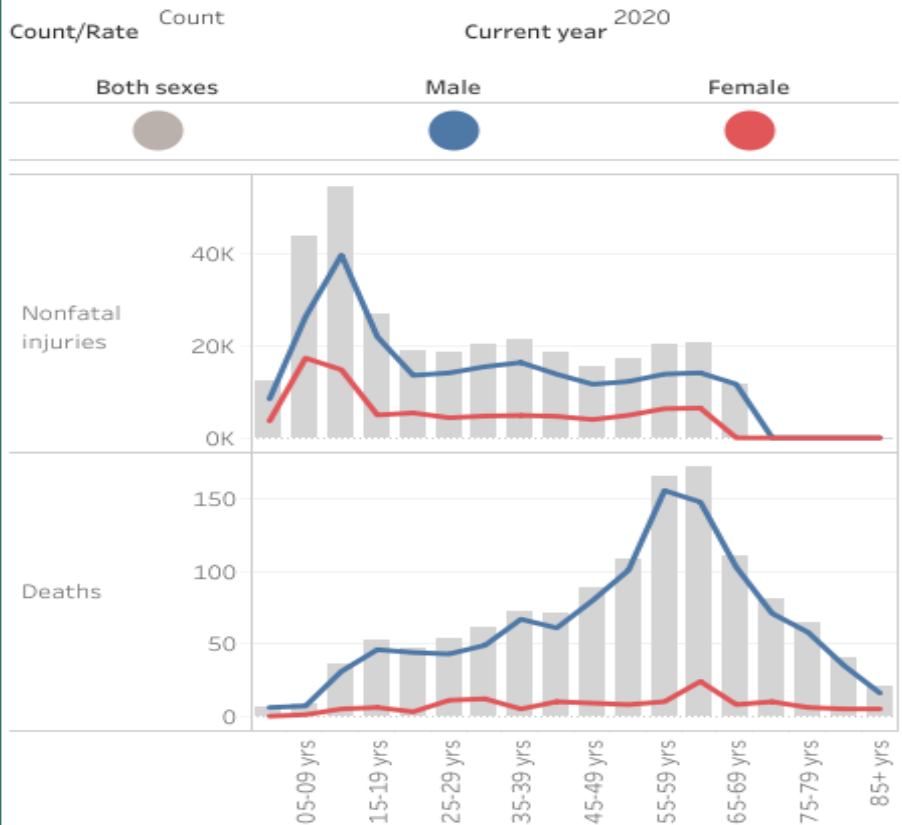 Count/Rate Count Current year 2020
Both sexes Male Female
Nonfatal
injuries
40K
20K
0K
Deaths
150
100
50
0
05-09 yrs
15-19 yrs
25-29 yrs
35-39 yrs
45-49 yrs
55-59 yrs
65-69 yrs
75-79 yrs
85+ yrs